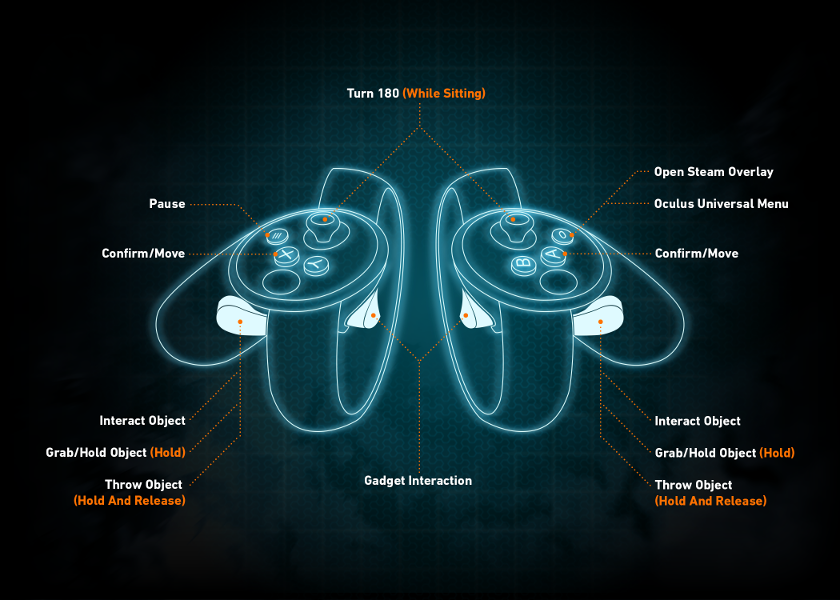 Turn 180 (While Sitting)
Open Steam Overlay
Pause
Oculus Universal Menu
Confirm/Move
Confirm/Move
X
Y
B
A
Interact Object
Interact Object
Grab/Hold Object (Hold)
Grab/Hold Object (Hold)
Gadget Interaction
Throw Object
(Hold And Release)
Throw Object
(Hold And Release)